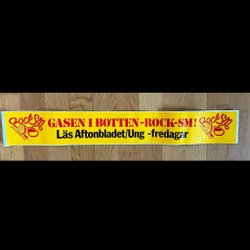 Rock SM
GASEN I BOTTEN-ROCK-SM!
Läs Aftonbladet/Ung -fredagar
Rock SM